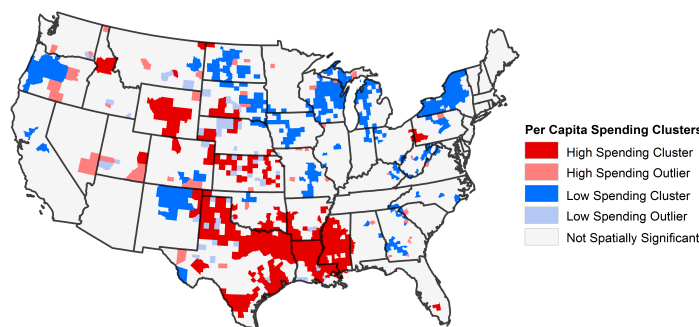 Per Capita Spending Clusters
High Spending Cluster
High Spending Outlier
Low Spending Cluster
Low Spending Outlier
Not Spatially Significant